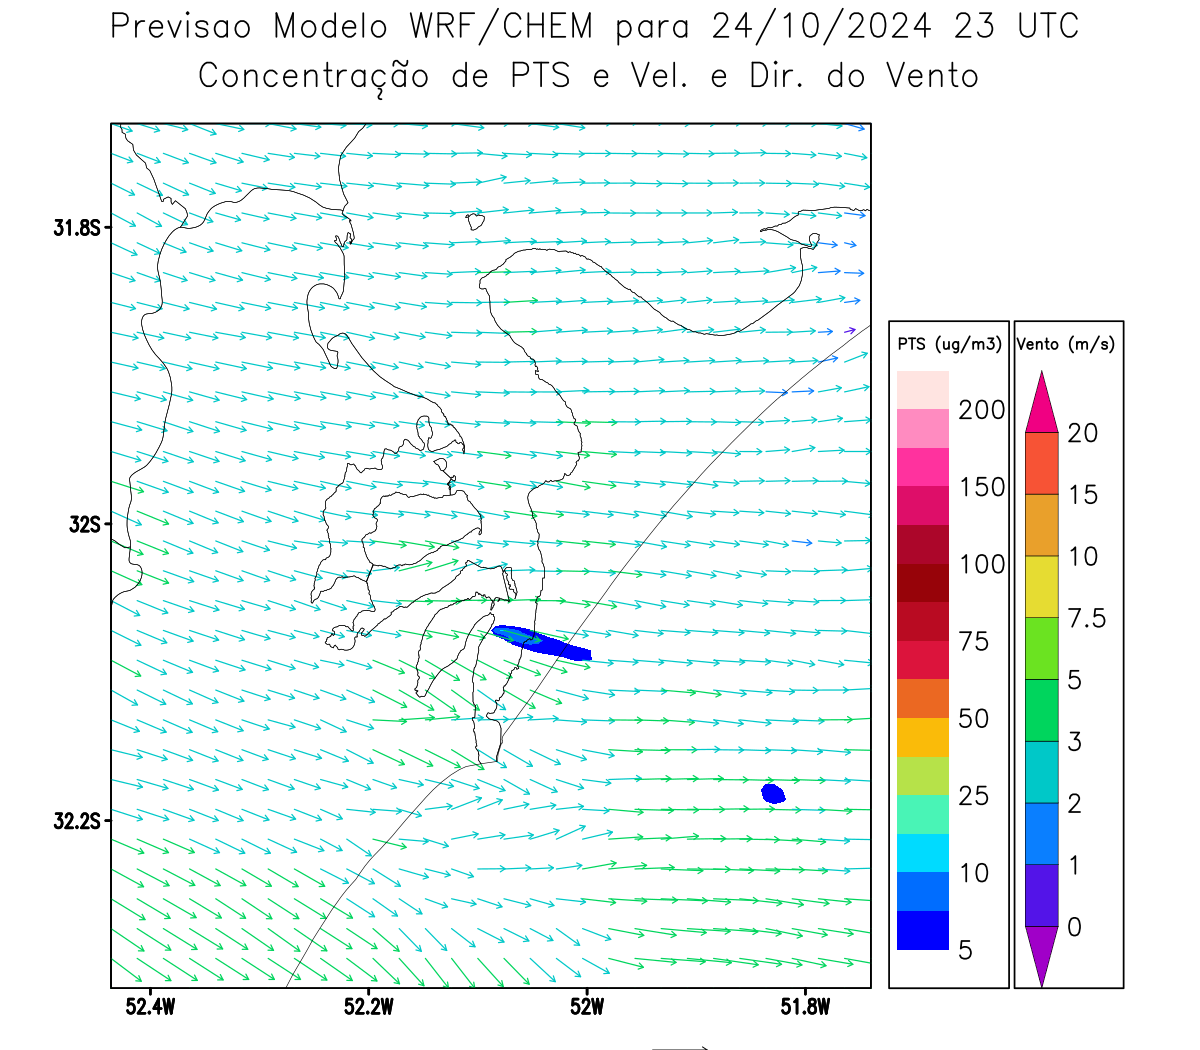 Previsao Modelo WRF/CHEM para 24/10/2024 23 UTC
Concentração de PTS e Vel. e Dir. do Vento
31.8S
32S
32.2S
52.4W 52.2W 52W 51.8W
PTS (ug/m3)
200
150
100
75
50
25
10
5
Vento (m/s)
20
15
10
7.5
5
3
2
1
0